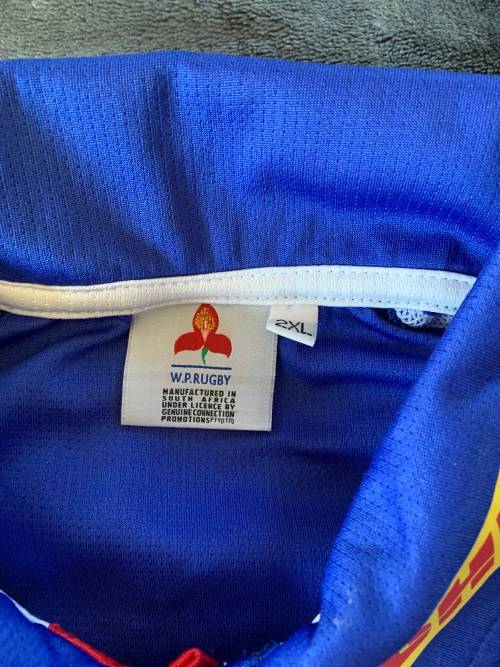 2XL
W.P.RUGBY
MANUFACTURED IN
SOUTH AFRICA
UNDER LICENCE BY
GENUINE CONNECTION
PROMOTIONS PTY(LTD)